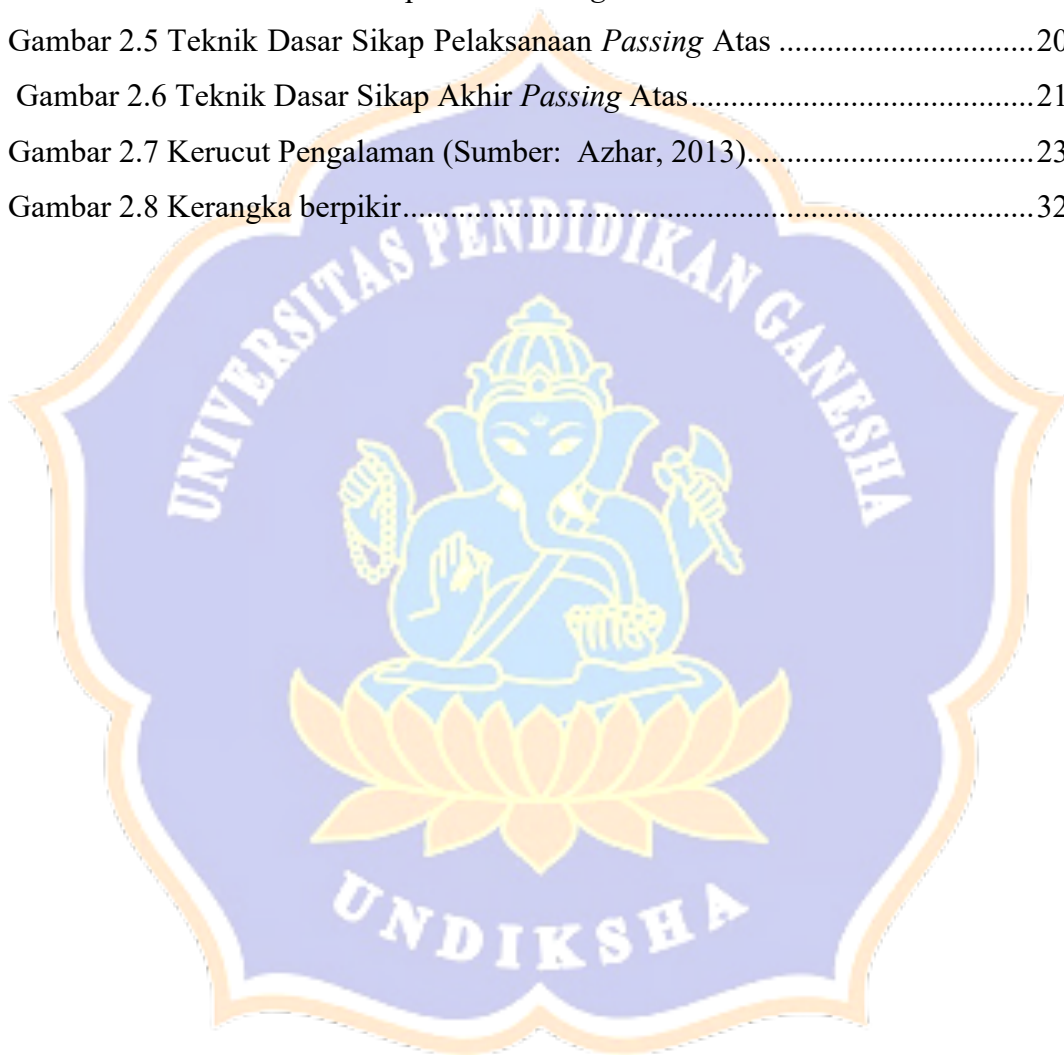 Gambar 2.5 Teknik Dasar Sikap Pelaksanaan Passing Atas ................................20
Gambar 2.6 Teknik Dasar Sikap Akhir Passing Atas...........................................21
Gambar 2.7 Kerucut Pengalaman (Sumber: Azhar, 2013)....................................23
Gambar 2.8 Kerangka berpikir................................................................................32
UNIVERSITAS PENDIDIKAN GANESHA
UNDIKSHA